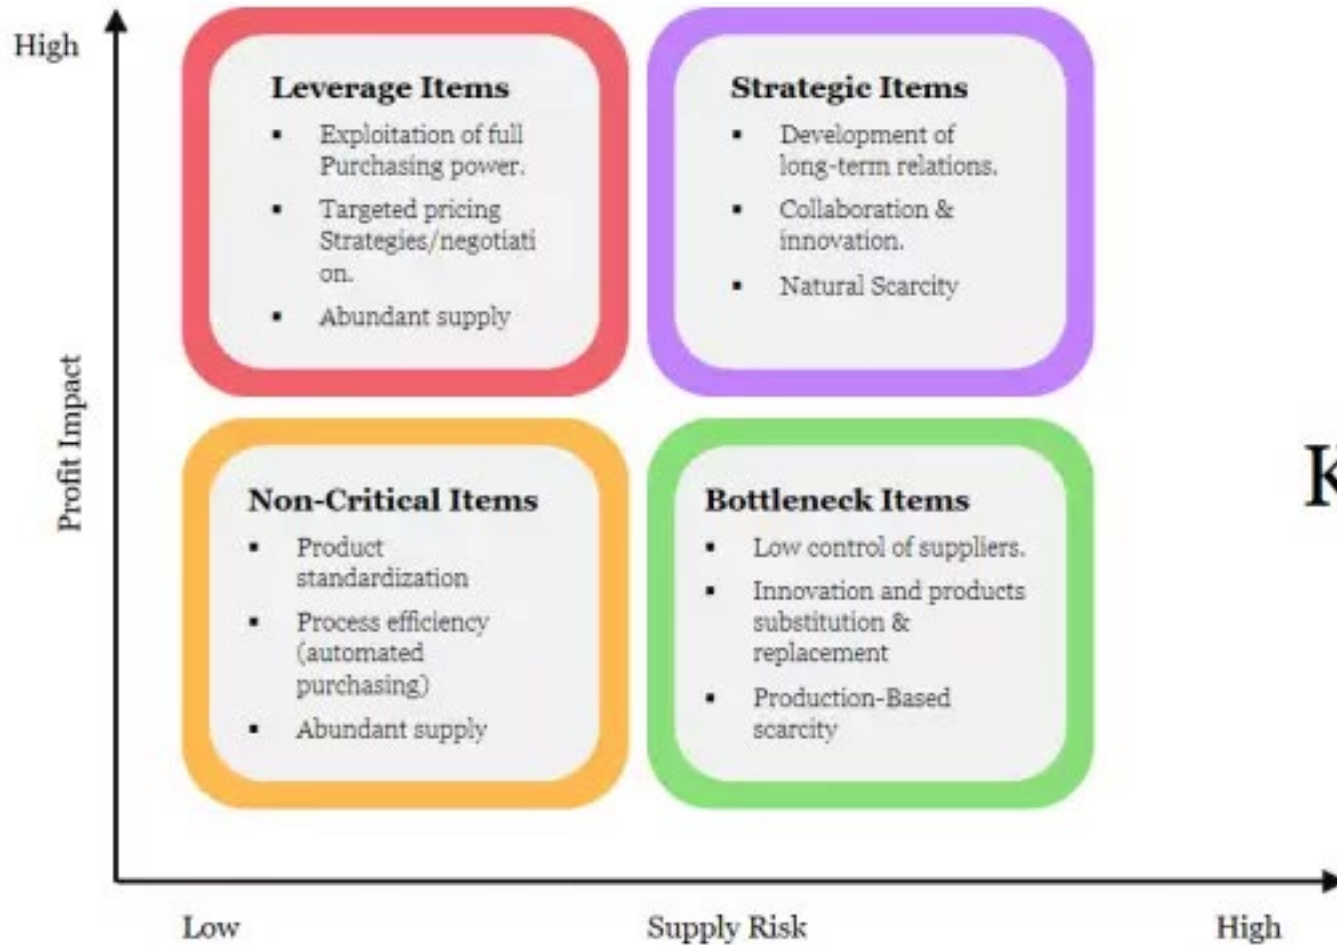 High
Leverage Items
▪ Exploitation of full
Purchasing power.
▪ Targeted pricing
Strategies/negotiati
on.
▪ Abundant supply
Strategic Items
▪ Development of
long-term relations.
▪ Collaboration &
innovation.
▪ Natural Scarcity
Profit Impact
Non-Critical Items
▪ Product
standardization
▪ Process efficiency
(automated
purchasing)
▪ Abundant supply
Bottleneck Items
▪ Low control of suppliers.
▪ Innovation and products
substitution &
replacement
▪ Production-Based
scarcity
K
Low
Supply Risk
High